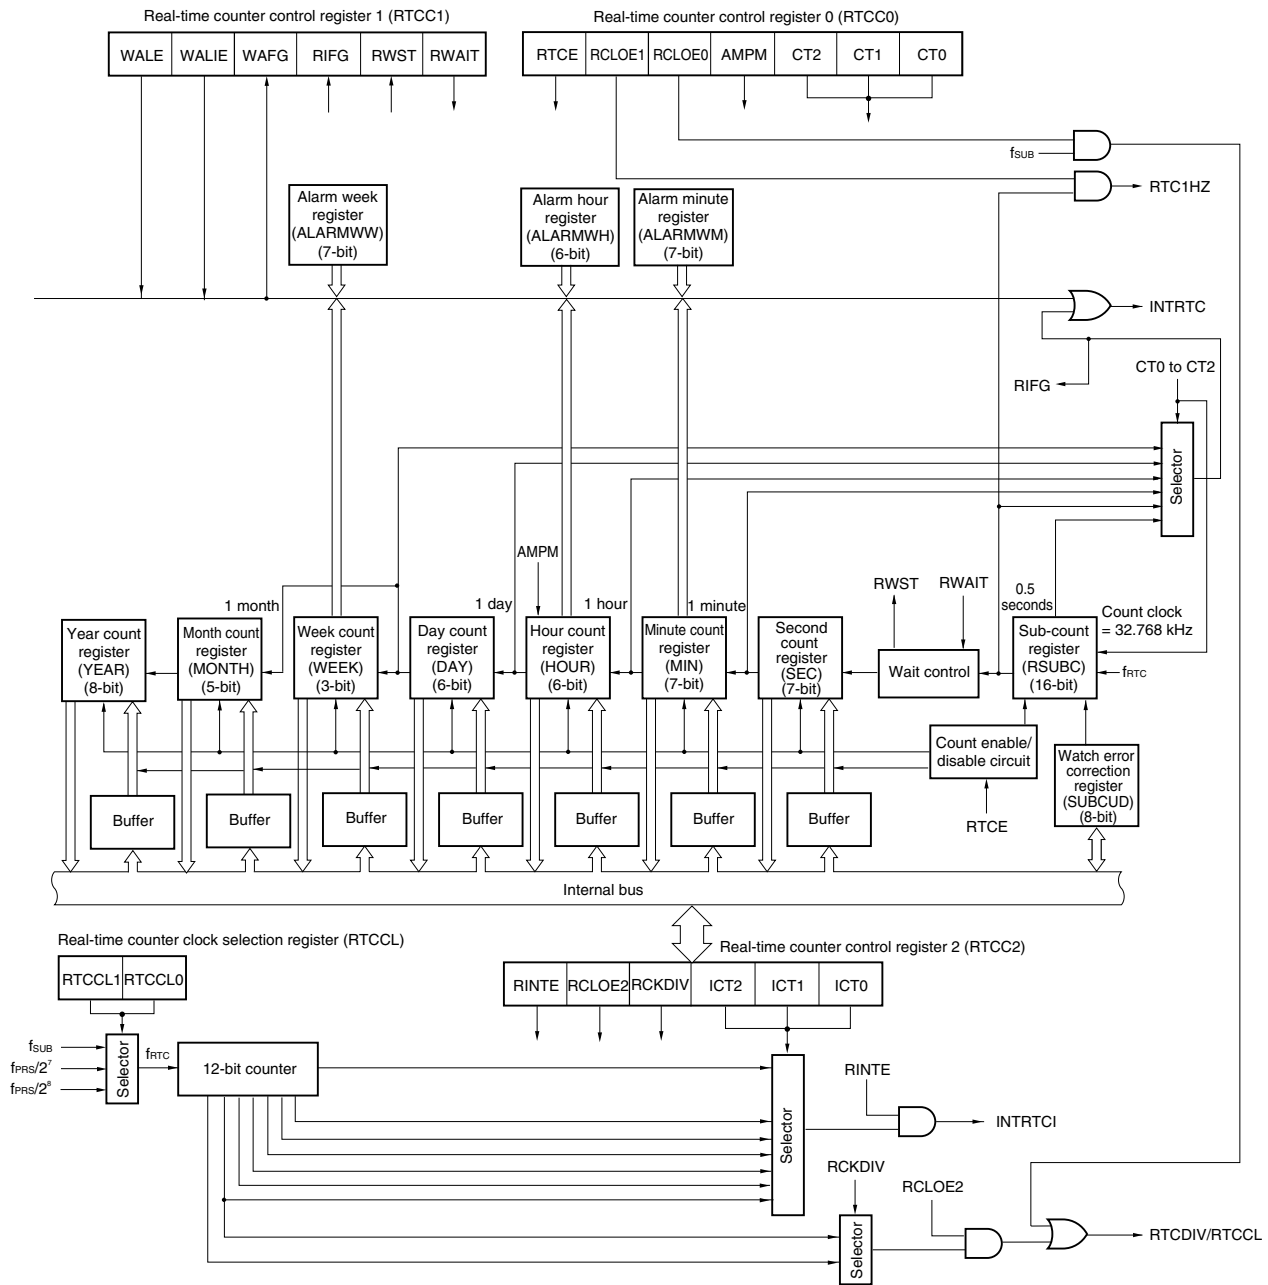 Real-time counter control register 1 (RTCC1)
Real-time counter control register 0 (RTCC0)
WALE WALIE WAFG RIFG RWST RWAIT
RTCE RCLOE1 RCLOE0 AMPM CT2 CT1 CT0
fSUB
RTC1HZ
Alarm week
register
(ALARMWW)
(7-bit)
Alarm hour
register
(ALARMWH)
(6-bit)
Alarm minute
register
(ALARMWM)
(7-bit)
INTRTC
RIFG
CT0 to CT2
Selector
AMPM
RWST
RWAIT
0.5
seconds
Count clock
= 32.768 kHz
1 month
1 day
1 hour
1 minute
Year count
register
(YEAR)
(8-bit)
Month count
register
(MONTH)
(5-bit)
Week count
register
(WEEK)
(3-bit)
Day count
register
(DAY)
(6-bit)
Hour count
register
(HOUR)
(6-bit)
Minute count
register
(MIN)
(7-bit)
Second
count
register
(SEC)
(7-bit)
Wait control
Sub-count
register
(RSUBC)
(16-bit)
fRTC
Count enable/
disable circuit
RTCE
Watch error
correction
register
(SUBCUD)
(8-bit)
Buffer
Buffer
Buffer
Buffer
Buffer
Buffer
Buffer
Internal bus
Real-time counter clock selection register (RTCCL)
RTCCL1 RTCCL0
Real-time counter control register 2 (RTCC2)
RINTE RCLOE2 RCKDIV ICT2 ICT1 ICT0
fSUB
fPRS/2⁷
fPRS/2⁸
Selector
fRTC
12-bit counter
Selector
RINTE
INTRTCI
RCKDIV
Selector
RCLOE2
RTCDIV/RTCCL